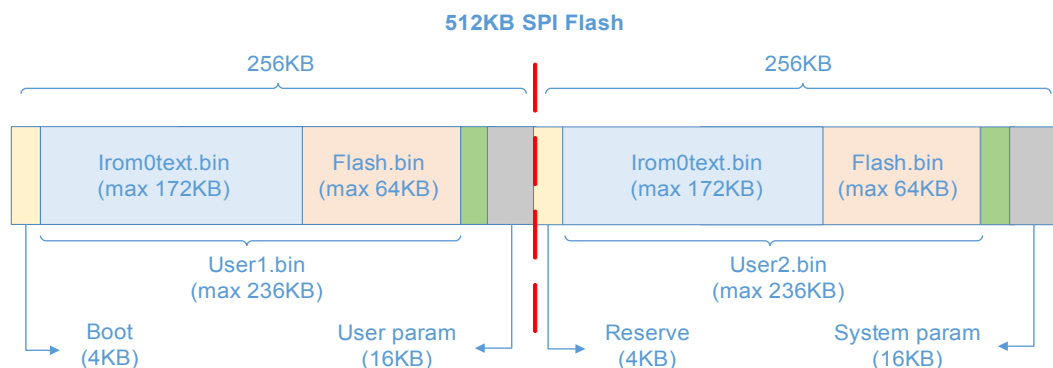 512KB SPI Flash
256KB
256KB
Irom0text.bin
(max 172KB)
Flash.bin
(max 64KB)
Irom0text.bin
(max 172KB)
Flash.bin
(max 64KB)
User1.bin
(max 236KB)
User2.bin
(max 236KB)
Boot
(4KB)
User param
(16KB)
Reserve
(4KB)
System param
(16KB)